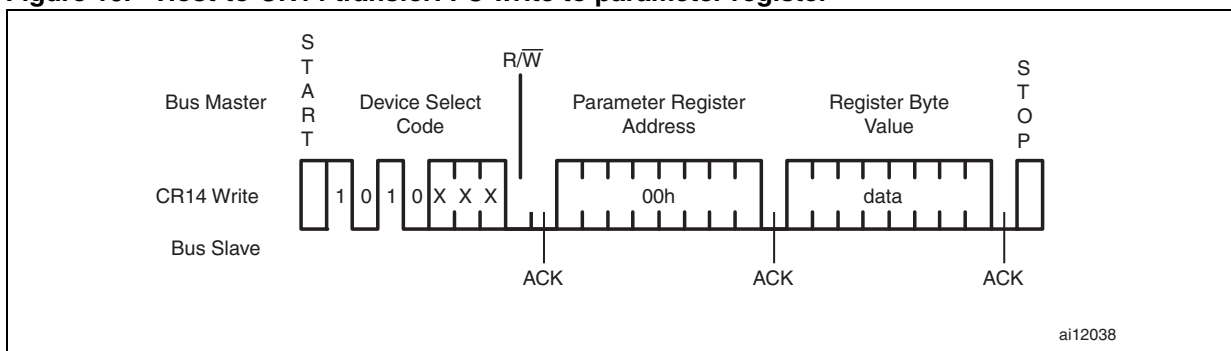 Figure 10. Host-to-CR14 transfer: I²C write to parameter register
S
T
A
R
T
R/W̅
S
T
O
P
Bus Master
Device Select
Code
Parameter Register
Address
Register Byte
Value
CR14 Write
1 0 1 0 X X X
00h
data
Bus Slave
ACK
ACK
ACK
ai12038